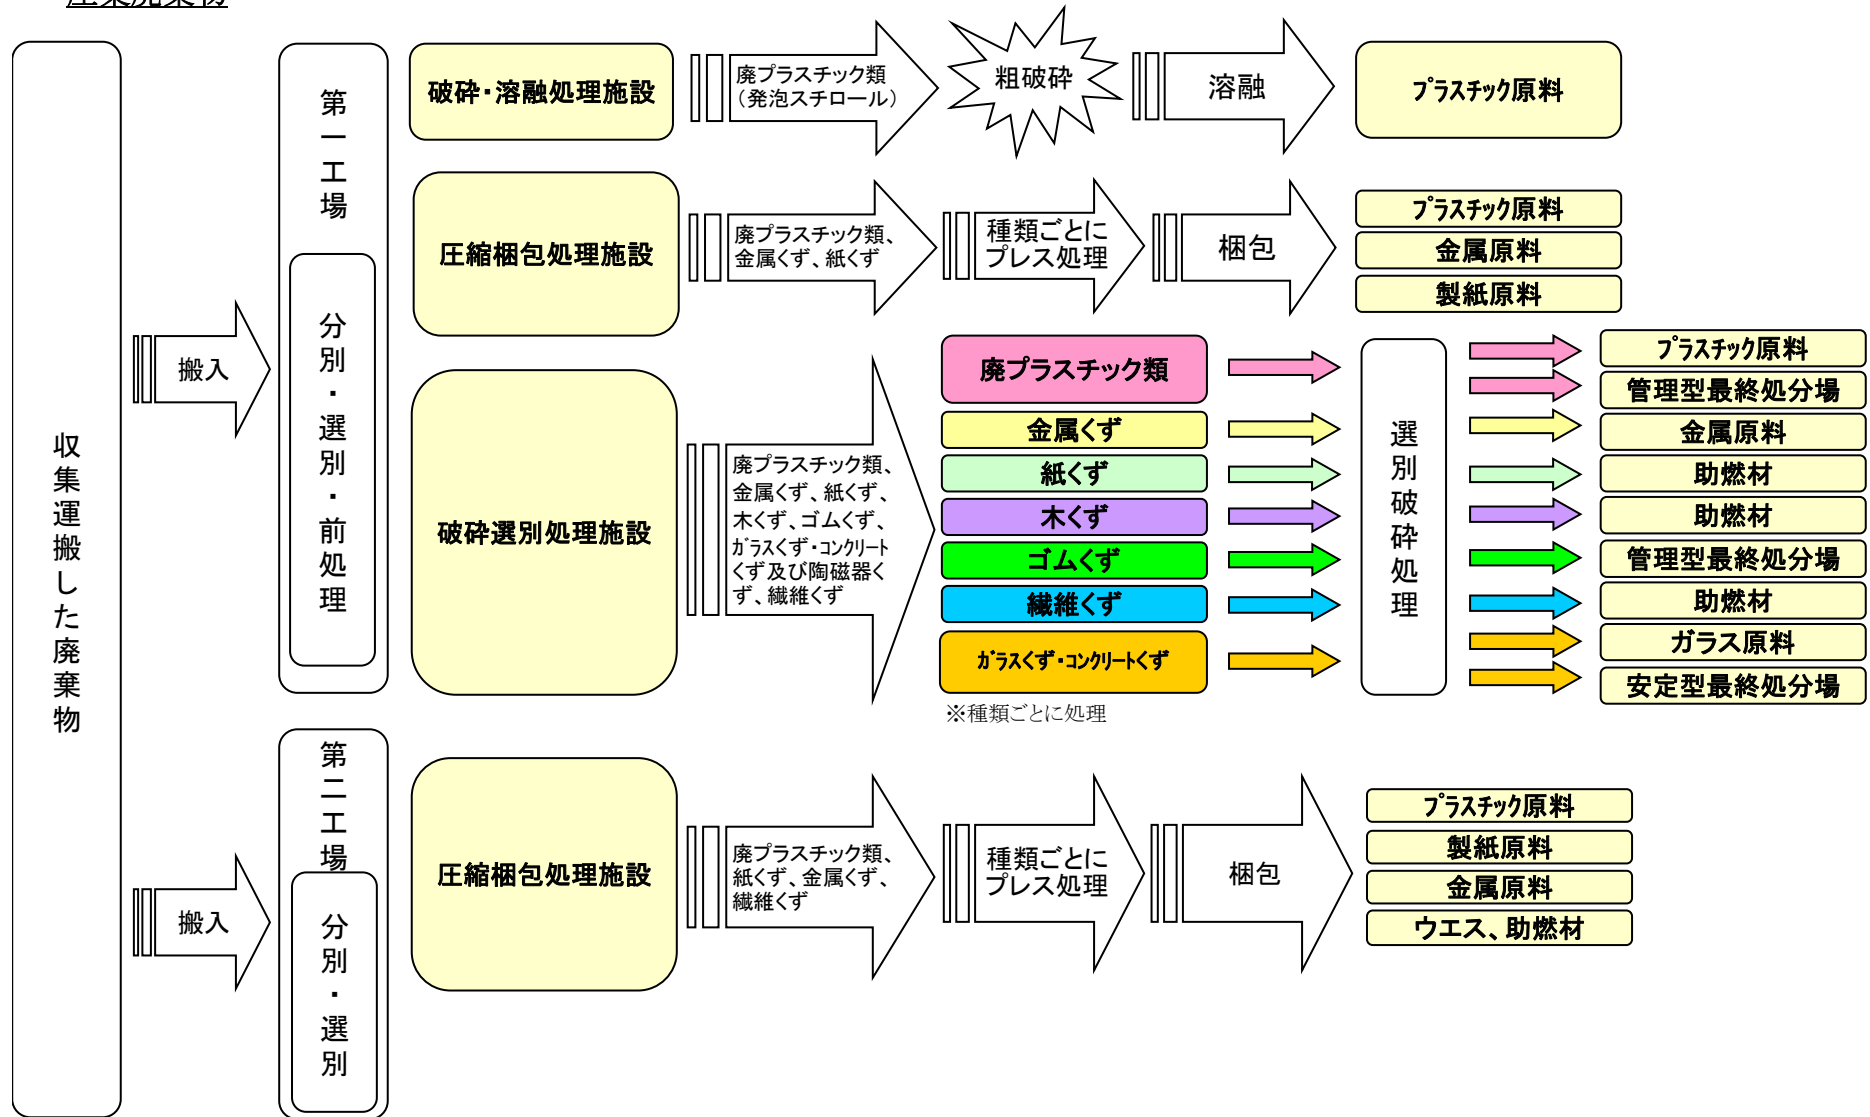 産業廃棄物
収集運搬した廃棄物
搬入
第一工場
分別・選別・前処理
破砕・溶融処理施設
廃プラスチック類
（発泡スチロール）
粗破砕
溶融
ﾌﾟﾗｽﾁｯｸ原料
圧縮梱包処理施設
廃プラスチック類、
金属くず、紙くず
種類ごとに
プレス処理
梱包
ﾌﾟﾗｽﾁｯｸ原料
金属原料
製紙原料
破砕選別処理施設
廃プラスチック類、
金属くず、紙くず、
木くず、ゴムくず、
ｶﾞﾗｽくず・ｺﾝｸﾘｰﾄ
くず及び陶磁器く
ず、繊維くず
廃プラスチック類
金属くず
紙くず
木くず
ゴムくず
繊維くず
ｶﾞﾗｽくず・ｺﾝｸﾘｰﾄくず
※種類ごとに処理
選別破砕処理
ﾌﾟﾗｽﾁｯｸ原料
管理型最終処分場
金属原料
助燃材
助燃材
管理型最終処分場
助燃材
ガラス原料
安定型最終処分場
搬入
第二工場
分別・選別
圧縮梱包処理施設
廃プラスチック類、
紙くず、金属くず、
繊維くず
種類ごとに
プレス処理
梱包
ﾌﾟﾗｽﾁｯｸ原料
製紙原料
金属原料
ウエス、助燃材